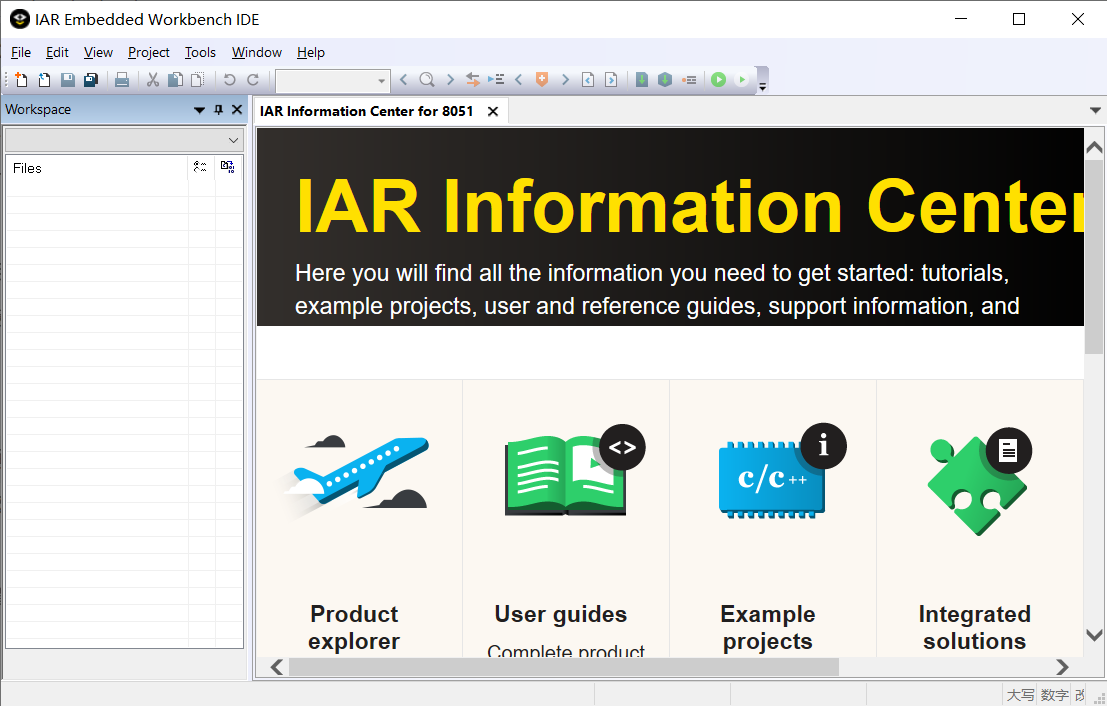 IAR Embedded Workbench IDE
File Edit View Project Tools Window Help
Workspace
IAR Information Center for 8051
Files
IAR Information Center
Here you will find all the information you need to get started: tutorials,
example projects, user and reference guides, support information, and
<>
i
c/c++
Product
explorer
User guides
Complete product
Example
projects
Integrated
solutions
大写 数字 改